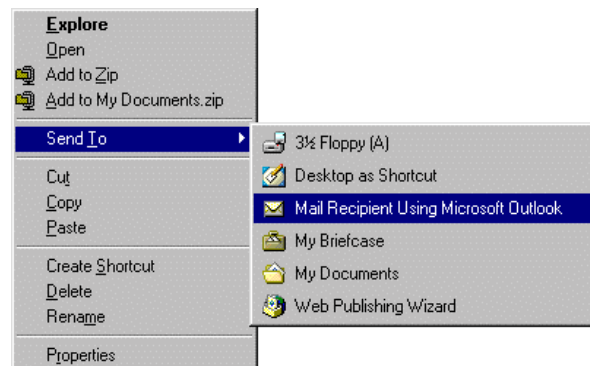 Explore
Open
Add to Zip
Add to My Documents.zip
Send To
Cut
Copy
Paste
Create Shortcut
Delete
Rename
Properties
3½ Floppy (A)
Desktop as Shortcut
Mail Recipient Using Microsoft Outlook
My Briefcase
My Documents
Web Publishing Wizard